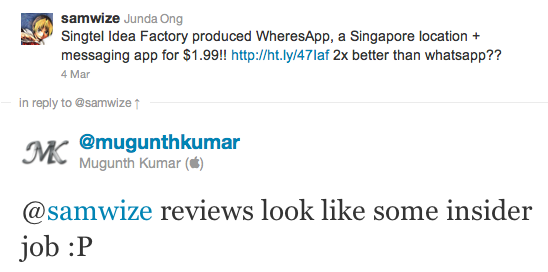 samwize Junda Ong
Singtel Idea Factory produced WheresApp, a Singapore location +
messaging app for $1.99!! http://ht.ly/47Iaf 2x better than whatsapp??
4 Mar
in reply to @samwize ↑
MK
@mugunthkumar
Mugunth Kumar ()
@samwize reviews look like some insider
job :P